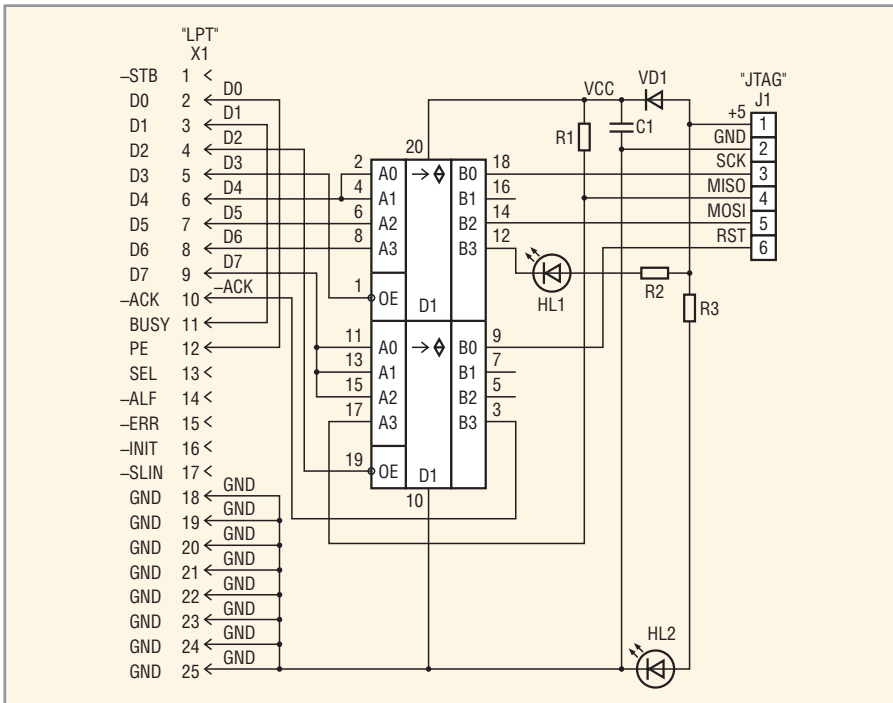 "LPT"
X1
–STB 1
D0 2 D0
D1 3 D1
D2 4 D2
D3 5 D3
D4 6 D4
D5 7 D5
D6 8 D6
D7 9 D7
–ACK 10 –ACK
BUSY 11
PE 12
SEL 13
–ALF 14
–ERR 15
–INIT 16
–SLIN 17
GND 18 GND
GND 19 GND
GND 20 GND
GND 21 GND
GND 22 GND
GND 23 GND
GND 24 GND
GND 25 GND
20
2 A0 B0 18
4 A1 B1 16
6 A2 B2 14
8 A3 B3 12
1 OE D1
11 A0 B0 9
13 A1 B1 7
15 A2 B2 5
17 A3 B3 3
19 OE D1
10
VCC
VD1
R1
C1
HL1
R2
R3
HL2
"JTAG"
J1
+5 1
GND 2
SCK 3
MISO 4
MOSI 5
RST 6